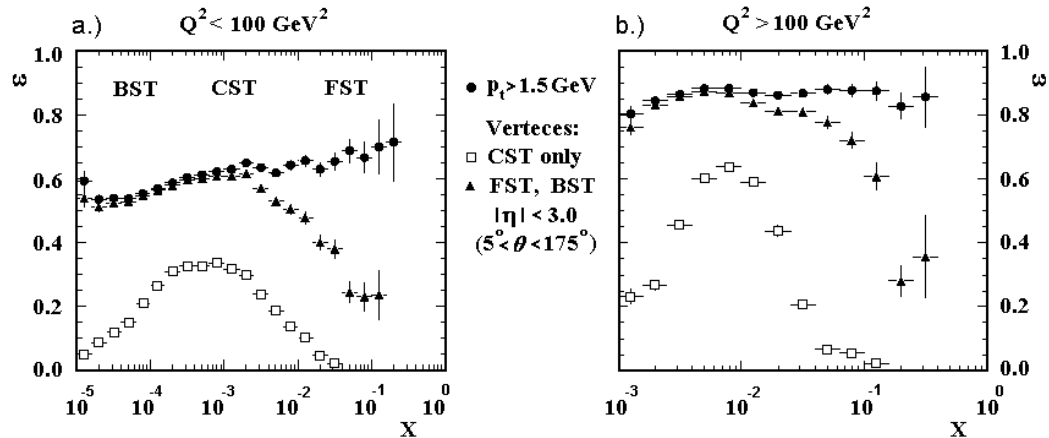 a.) Q² < 100 GeV²
b.) Q² > 100 GeV²
ε
1.0
0.8
0.6
0.4
0.2
0.0
BST CST FST
10⁻⁵ 10⁻⁴ 10⁻³ 10⁻² 10⁻¹ 10⁰
X
● pₜ>1.5 GeV
Verteces:
□ CST only
▲ FST, BST
|η| < 3.0
(5°<θ<175°)
ε
1.0
0.8
0.6
0.4
0.2
0.0
10⁻³ 10⁻² 10⁻¹ 10⁰
X